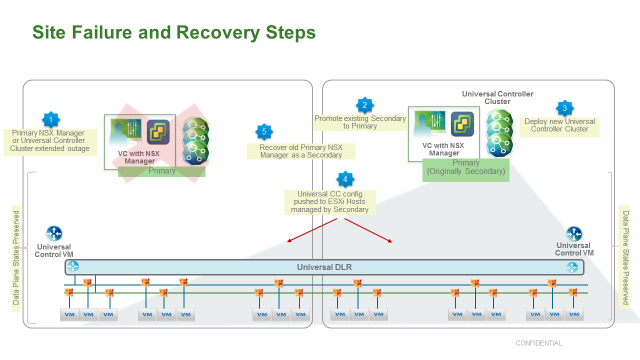 Site Failure and Recovery Steps
1
Primary NSX Manager
or Universal Controller
Cluster extended outage
VC with NSX
Manager
Primary
5
Recover old Primary NSX
Manager as a Secondary
2
Promote existing Secondary
to Primary
Universal Controller
Cluster
VC with NSX
Manager
Primary
(Originally Secondary)
3
Deploy new Universal
Controller Cluster
4
Universal CC config
pushed to ESXi Hosts
managed by Secondary
Data Plane States Preserved
Universal
Control VM
Universal
Control VM
Data Plane States Preserved
Universal DLR
VM VM VM VM VM VM VM VM VM VM VM VM VM VM VM VM VM VM
CONFIDENTIAL